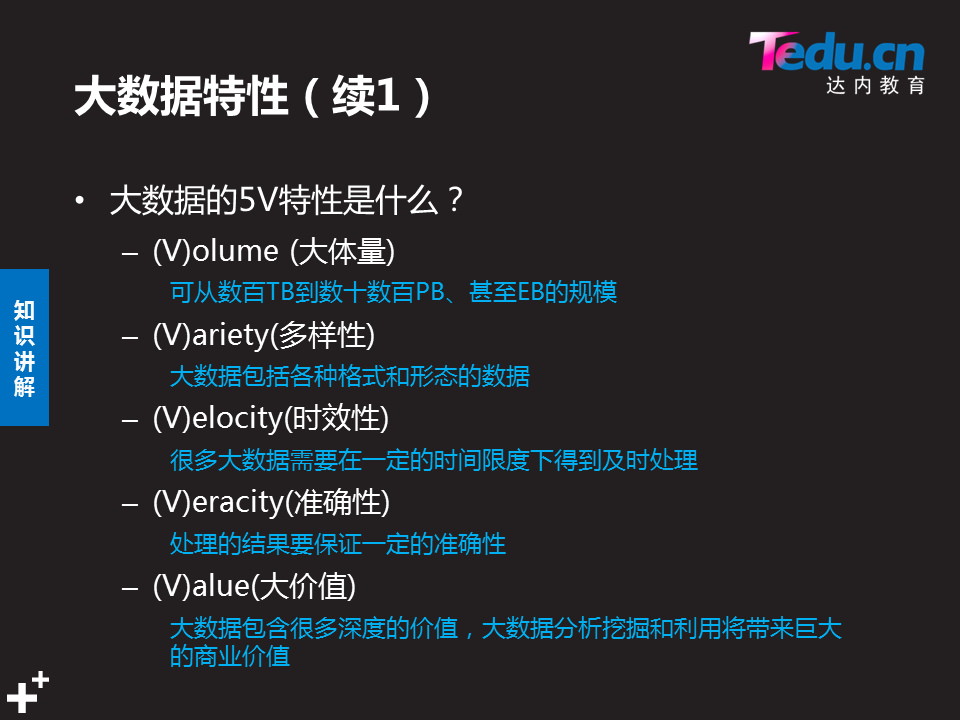 Tedu.cn
达内教育
大数据特性（续1）
• 大数据的5V特性是什么？
– (V)olume (大体量)
可从数百TB到数十数百PB、甚至EB的规模
– (V)ariety(多样性)
大数据包括各种格式和形态的数据
– (V)elocity(时效性)
很多大数据需要在一定的时间限度下得到及时处理
– (V)eracity(准确性)
处理的结果要保证一定的准确性
– (V)alue(大价值)
大数据包含很多深度的价值，大数据分析挖掘和利用将带来巨大
的商业价值
知
识
讲
解